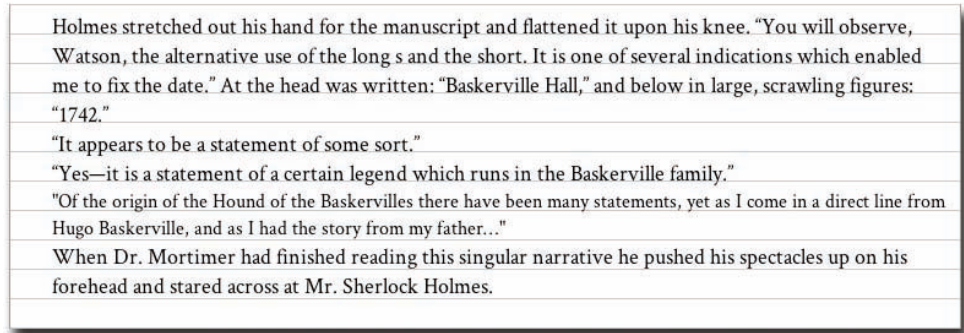 Holmes stretched out his hand for the manuscript and flattened it upon his knee. “You will observe,
Watson, the alternative use of the long s and the short. It is one of several indications which enabled
me to fix the date.” At the head was written: “Baskerville Hall,” and below in large, scrawling figures:
“1742.”
“It appears to be a statement of some sort.”
“Yes—it is a statement of a certain legend which runs in the Baskerville family.”
"Of the origin of the Hound of the Baskervilles there have been many statements, yet as I come in a direct line from
Hugo Baskerville, and as I had the story from my father..."
When Dr. Mortimer had finished reading this singular narrative he pushed his spectacles up on his
forehead and stared across at Mr. Sherlock Holmes.